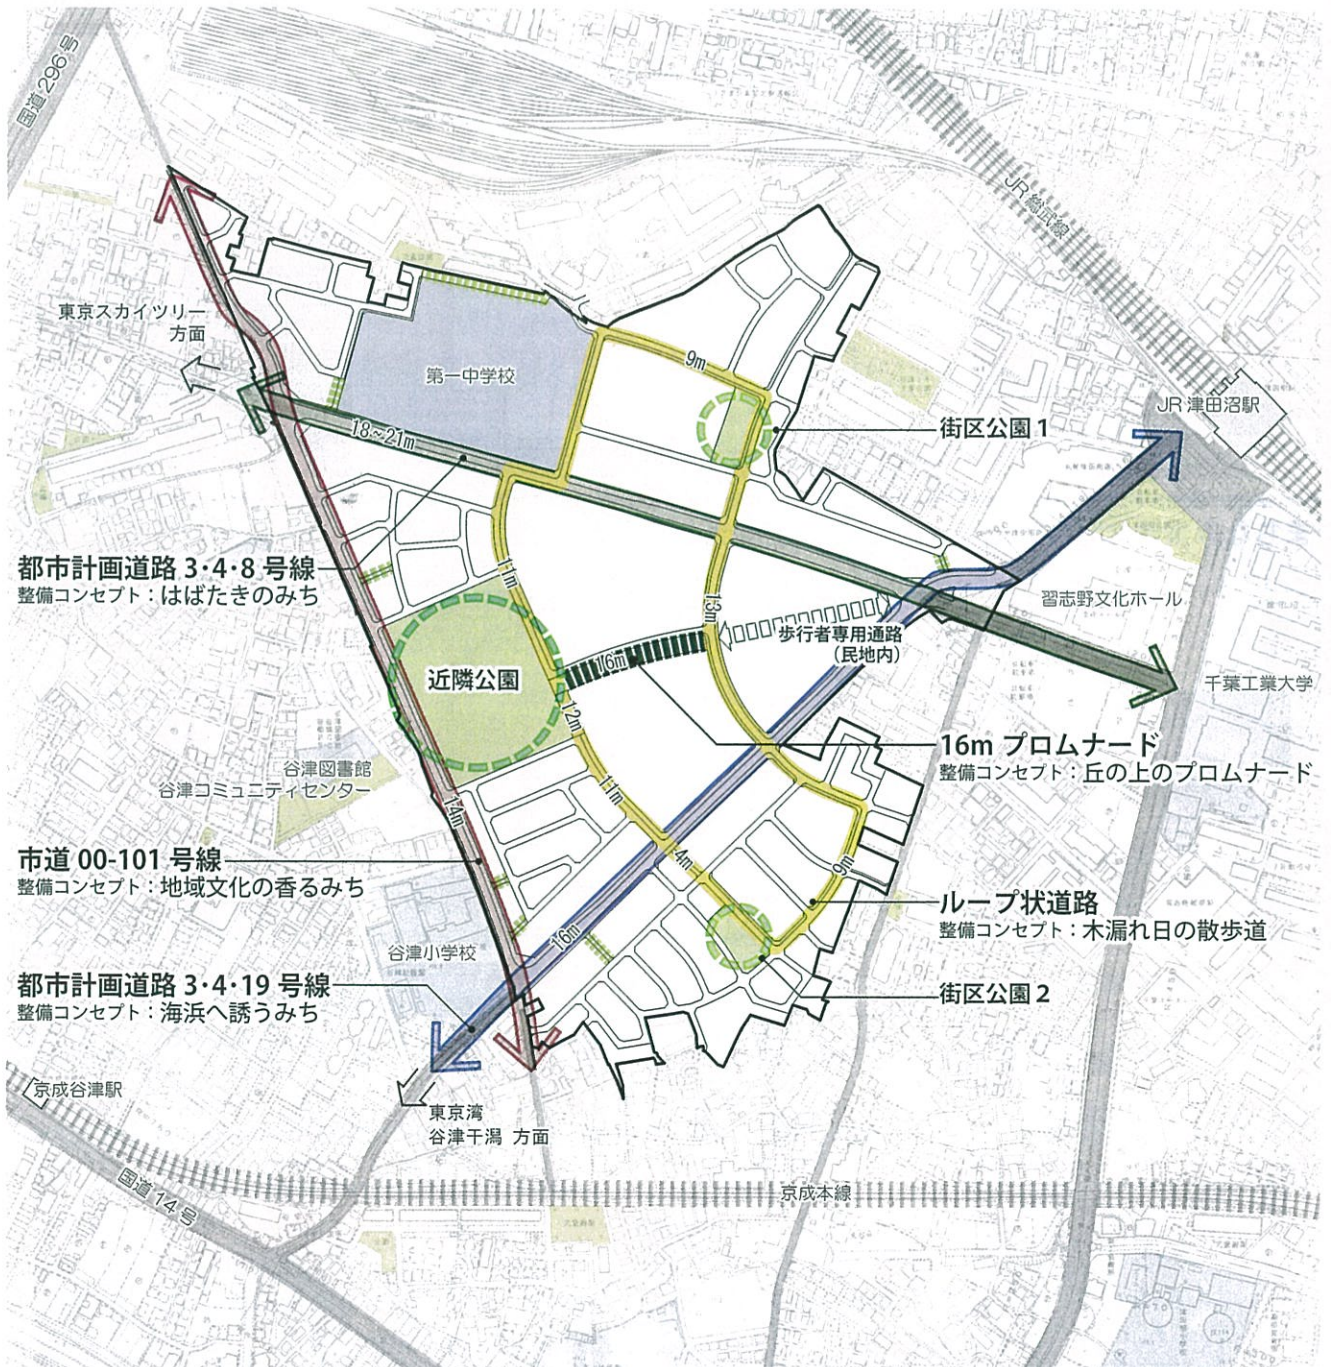 国道 296 号
JR 総武線
東京スカイツリー
方面
第一中学校
9m
JR 津田沼駅
街区公園 1
18~21m
都市計画道路 3・4・8 号線
整備コンセプト：はばたきのみち
11m
13m
習志野文化ホール
歩行者専用通路
（民地内）
16m
近隣公園
千葉工業大学
12m
16m プロムナード
整備コンセプト：丘の上のプロムナード
谷津図書館
谷津コミュニティセンター
11m
14m
市道 00-101 号線
整備コンセプト：地域文化の香るみち
4m
9m
ループ状道路
整備コンセプト：木漏れ日の散歩道
16m
谷津小学校
都市計画道路 3・4・19 号線
整備コンセプト：海浜へ誘うみち
街区公園 2
京成谷津駅
東京湾
谷津干潟 方面
国道 14 号
京成本線